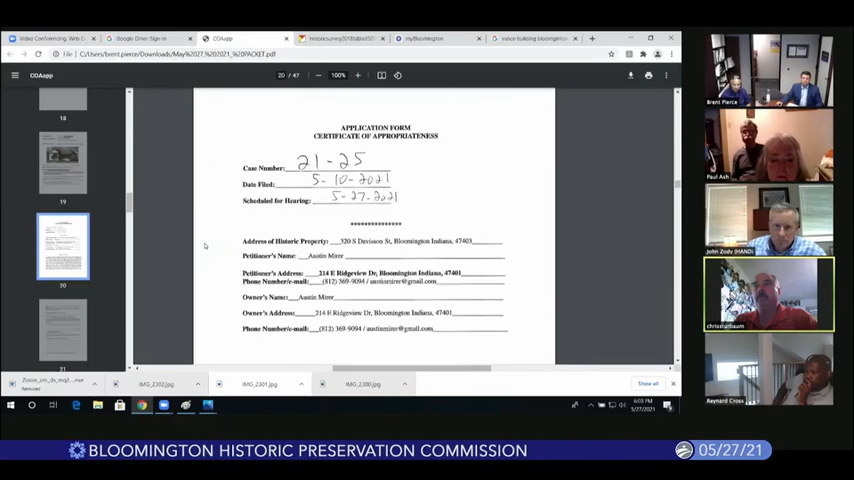 Video Conferencing, Web C
Google Drive: Sign-in
COAapp
myBloomington
File
C:/Users/brent.pierce/Downloads/May%2027,%202021_%20PACKET.pdf
COAapp
20 / 47
100%
18
19
20
21
APPLICATION FORM
CERTIFICATE OF APPROPRIATENESS
Case Number: 21-25
Date Filed: 5-10-2021
Scheduled for Hearing: 5-27-2021
***************
Address of Historic Property: 320 S Davisson St, Bloomington Indiana, 47403
Petitioner's Name: Austin Mirer
Petitioner's Address: 214 E Ridgeview Dr, Bloomington Indiana, 47401
Phone Number/e-mail: (812) 369-9094 / austinmirer@gmail.com
Owner's Name: Austin Mirer
Owner's Address: 214 E Ridgeview Dr, Bloomington Indiana, 47401
Phone Number/e-mail: (812) 369-9094 / austinmirer@gmail.com
Removed
IMG_2302.jpg
IMG_2301.jpg
IMG_2300.jpg
Show all
6:03 PM
5/27/2021
Brent Pierce
Paul Ash
John Zody (HAND)
Reynard Cross
BLOOMINGTON HISTORIC PRESERVATION COMMISSION
05/27/21